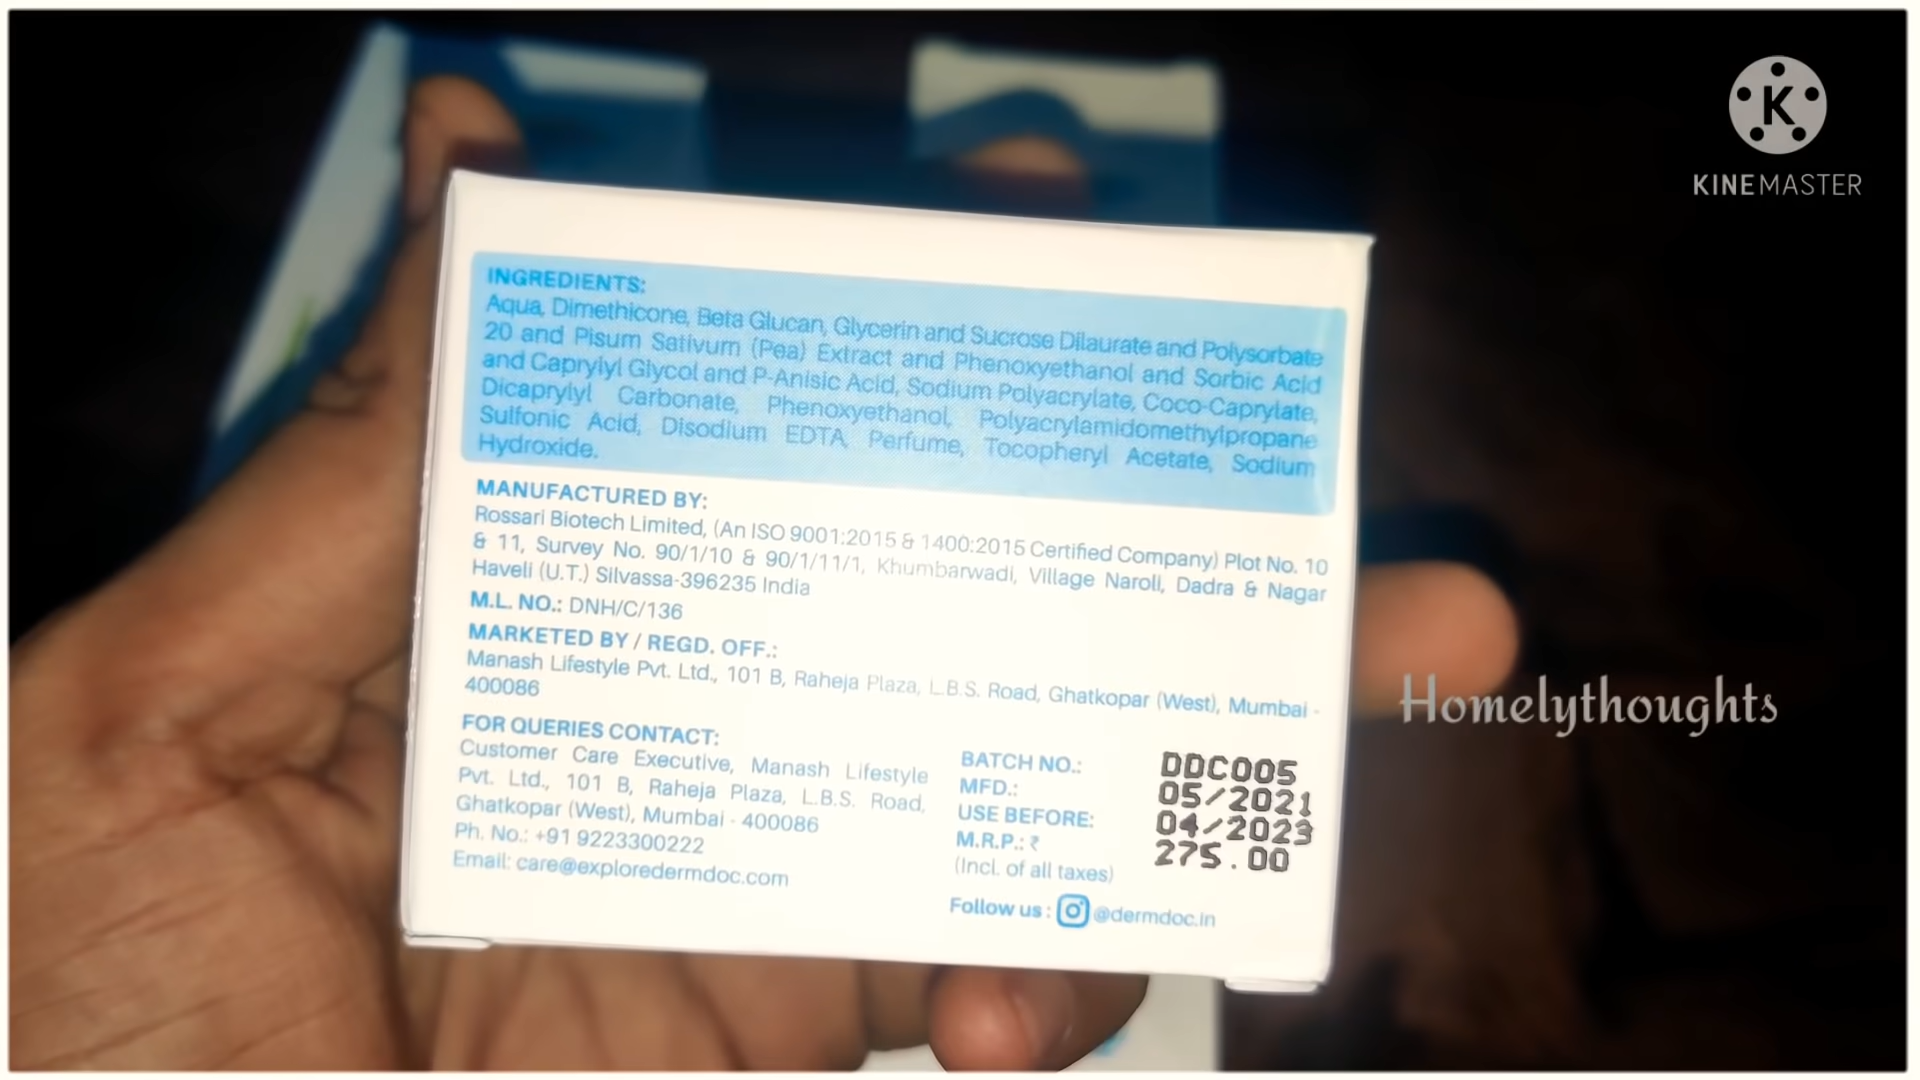 K
KINEMASTER
INGREDIENTS:
Aqua, Dimethicone, Beta Glucan, Glycerin and Sucrose Dilaurate and Polysorbate
20 and Pisum Sativum (Pea) Extract and Phenoxyethanol and Sorbic Acid
and Caprylyl Glycol and P-Anisic Acid, Sodium Polyacrylate, Coco-Caprylate,
Dicaprylyl Carbonate, Phenoxyethanol, Polyacrylamidomethylpropane
Sulfonic Acid, Disodium EDTA, Perfume, Tocopheryl Acetate, Sodium
Hydroxide.
MANUFACTURED BY:
Rossari Biotech Limited, (An ISO 9001:2015 & 1400:2015 Certified Company) Plot No. 10
& 11, Survey No. 90/1/10 & 90/1/11/1, Khumbarwadi, Village Naroli, Dadra & Nagar
Haveli (U.T.) Silvassa-396235 India
M.L. NO.: DNH/C/136
MARKETED BY / REGD. OFF.:
Manash Lifestyle Pvt. Ltd., 101 B, Raheja Plaza, L.B.S. Road, Ghatkopar (West), Mumbai -
400086
FOR QUERIES CONTACT:
Customer Care Executive, Manash Lifestyle
Pvt. Ltd., 101 B, Raheja Plaza, L.B.S. Road,
Ghatkopar (West), Mumbai - 400086
Ph. No.: +91 9223300222
Email: care@exploredermdoc.com
BATCH NO.: DDC005
MFD.: 05/2021
USE BEFORE: 04/2023
M.R.P.: ₹ 275.00
(Incl. of all taxes)
Follow us : @dermdoc.in
Homelythoughts